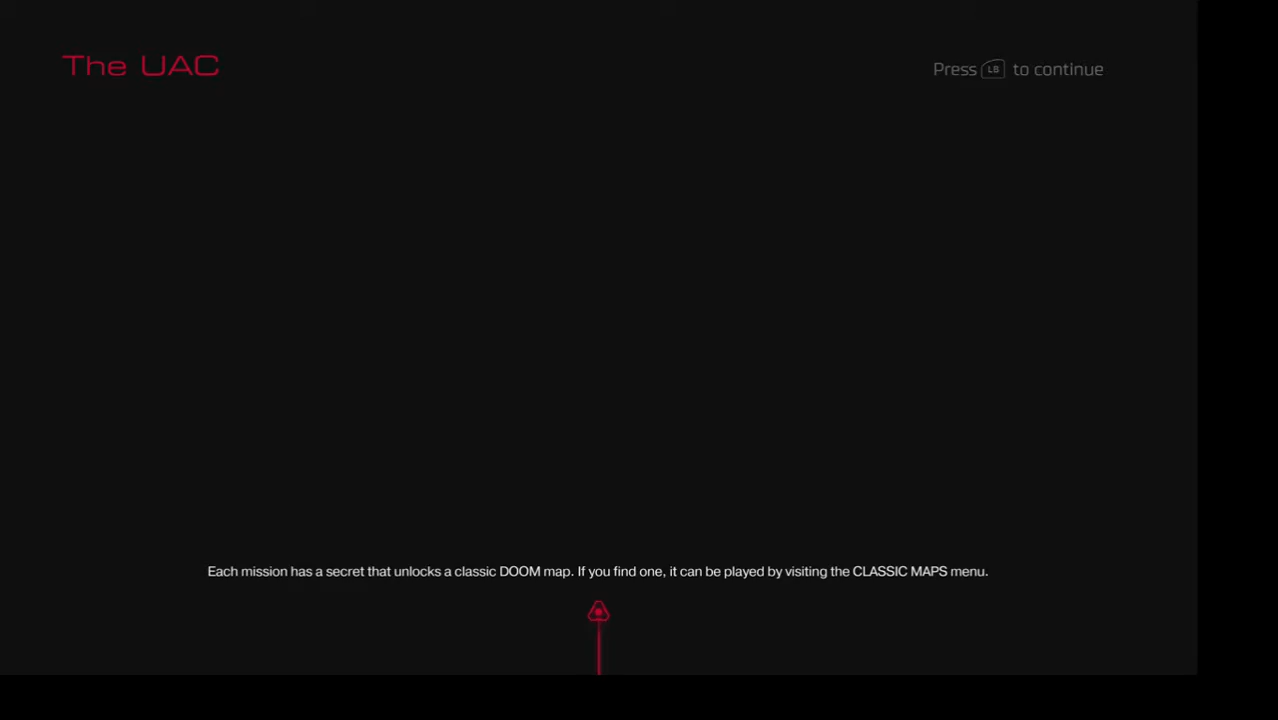 The UAC
Press LB to continue
Each mission has a secret that unlocks a classic DOOM map. If you find one, it can be played by visiting the CLASSIC MAPS menu.